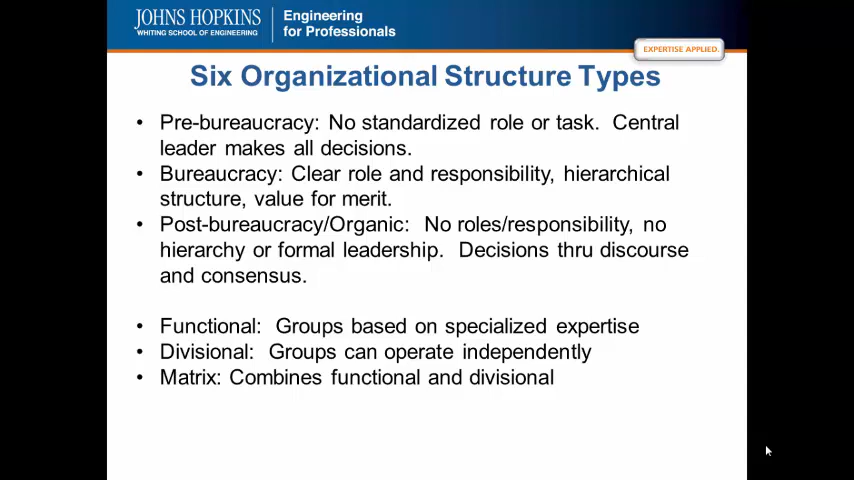 JOHNS HOPKINS
WHITING SCHOOL OF ENGINEERING
Engineering
for Professionals
EXPERTISE APPLIED.
Six Organizational Structure Types
• Pre-bureaucracy: No standardized role or task. Central
leader makes all decisions.
• Bureaucracy: Clear role and responsibility, hierarchical
structure, value for merit.
• Post-bureaucracy/Organic: No roles/responsibility, no
hierarchy or formal leadership. Decisions thru discourse
and consensus.
• Functional: Groups based on specialized expertise
• Divisional: Groups can operate independently
• Matrix: Combines functional and divisional